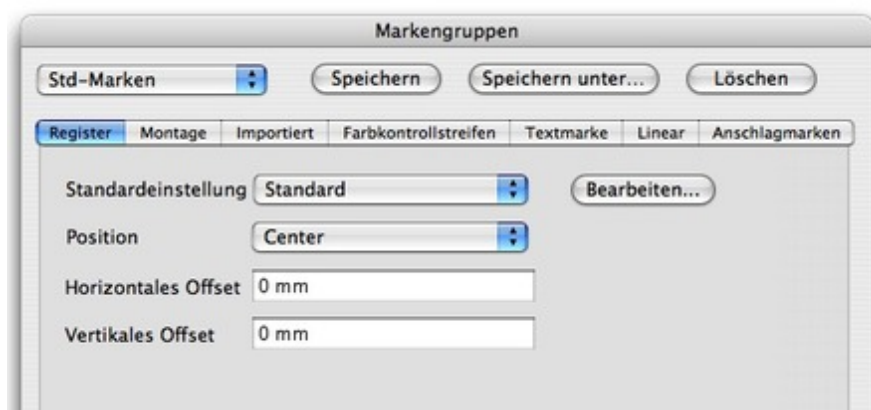 Markengruppen
Std-Marken Speichern Speichern unter... Löschen
Register Montage Importiert Farbkontrollstreifen Textmarke Linear Anschlagmarken
Standardeinstellung Standard Bearbeiten...
Position Center
Horizontales Offset 0 mm
Vertikales Offset 0 mm